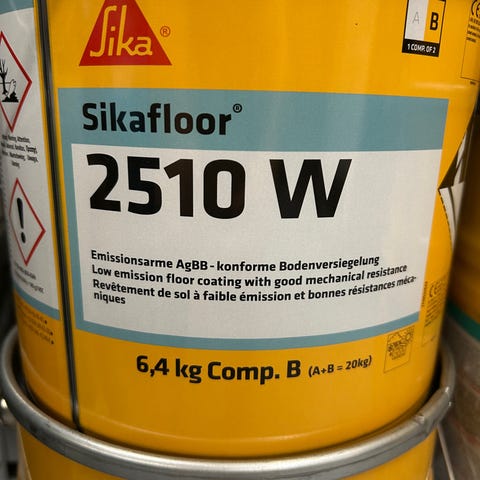 Sika®
A B
1 COMP. OF 2
Sikafloor®
2510 W
Emissionsarme AgBB - konforme Bodenversiegelung
Low emission floor coating with good mechanical resistance
Revêtement de sol à faible émission et bonnes résistances méca-
niques
6,4 kg Comp. B (A+B = 20kg)